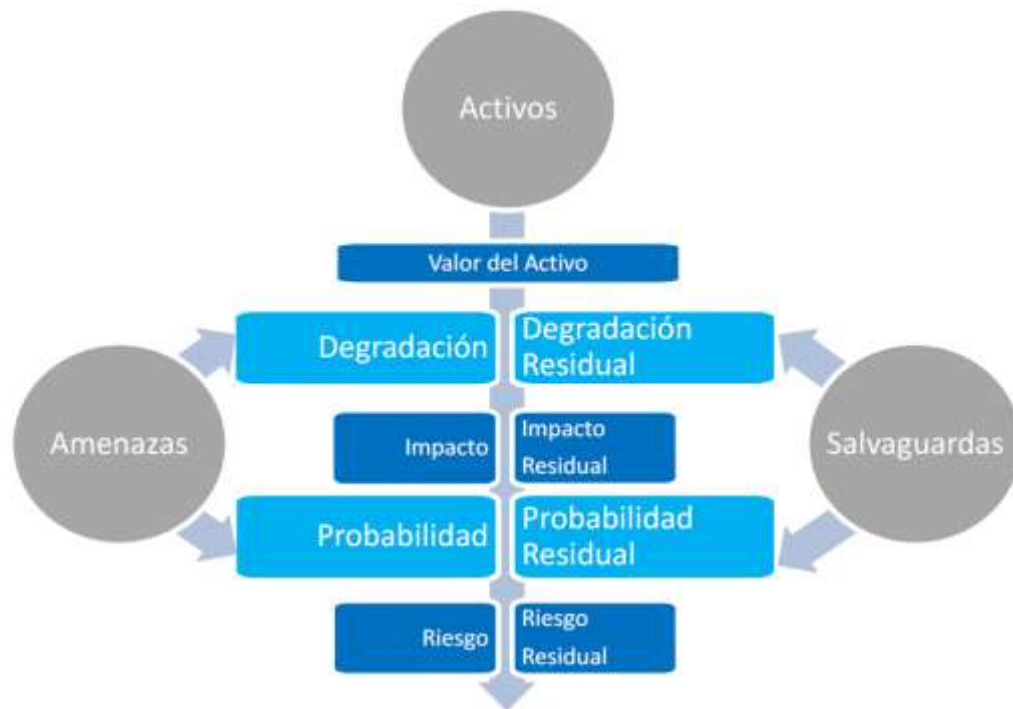 Activos
Valor del Activo
Degradación
Degradación
Residual
Amenazas
Impacto
Impacto
Residual
Salvaguardas
Probabilidad
Probabilidad
Residual
Riesgo
Riesgo
Residual